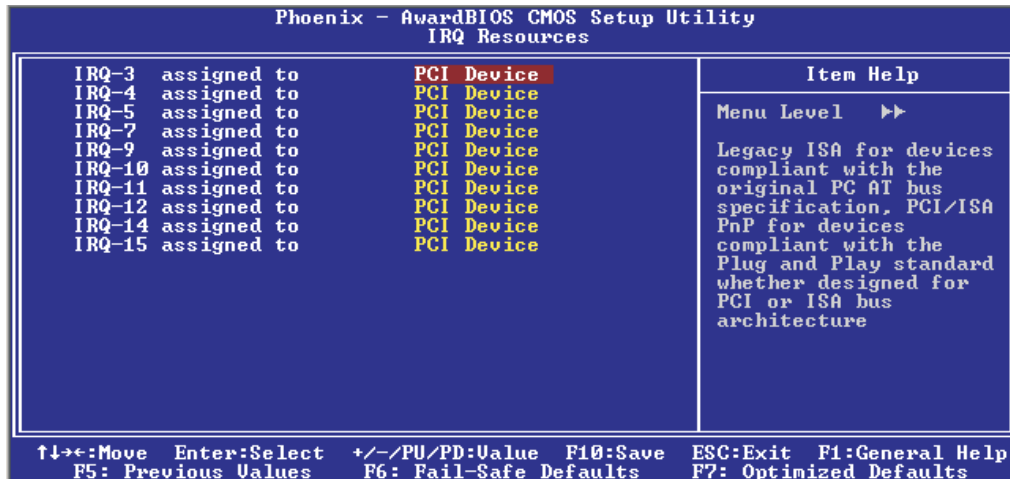 Phoenix - AwardBIOS CMOS Setup Utility
IRQ Resources
IRQ-3 assigned to PCI Device
IRQ-4 assigned to PCI Device
IRQ-5 assigned to PCI Device
IRQ-7 assigned to PCI Device
IRQ-9 assigned to PCI Device
IRQ-10 assigned to PCI Device
IRQ-11 assigned to PCI Device
IRQ-12 assigned to PCI Device
IRQ-14 assigned to PCI Device
IRQ-15 assigned to PCI Device
Item Help
Menu Level ▶▶
Legacy ISA for devices
compliant with the
original PC AT bus
specification, PCI/ISA
PnP for devices
compliant with the
Plug and Play standard
whether designed for
PCI or ISA bus
architecture
↑↓→←:Move Enter:Select +/-/PU/PD:Value F10:Save ESC:Exit F1:General Help
F5: Previous Values F6: Fail-Safe Defaults F7: Optimized Defaults